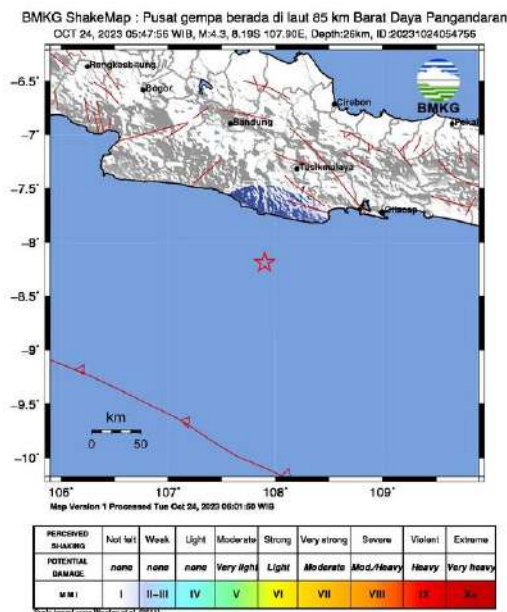 BMKG ShakeMap : Pusat gempa berada di laut 85 km Barat Daya Pangandaran
OCT 24, 2023 05:47:56 WIB, M:4.3, 8.19S 107.90E, Depth:26km, ID:20231024054756
-6.5
-7
-7.5
-8
-8.5
-9
-9.5
-10
Rangkasbitung
Bogor
Cirebon
BMKG
Bandung
Tasikmalaya
Cilacap
km
0 50
106° 107° 108° 109°
Map Version 1 Processed Tue Oct 24, 2023 06:01:50 WIB
PERCEIVED SHAKING Not felt Weak Light Moderate Strong Very strong Severe Violent Extreme
POTENTIAL DAMAGE none none none Very light Light Moderate Mod./Heavy Heavy Very heavy
MMI I II-III IV V VI VII VIII IX X+